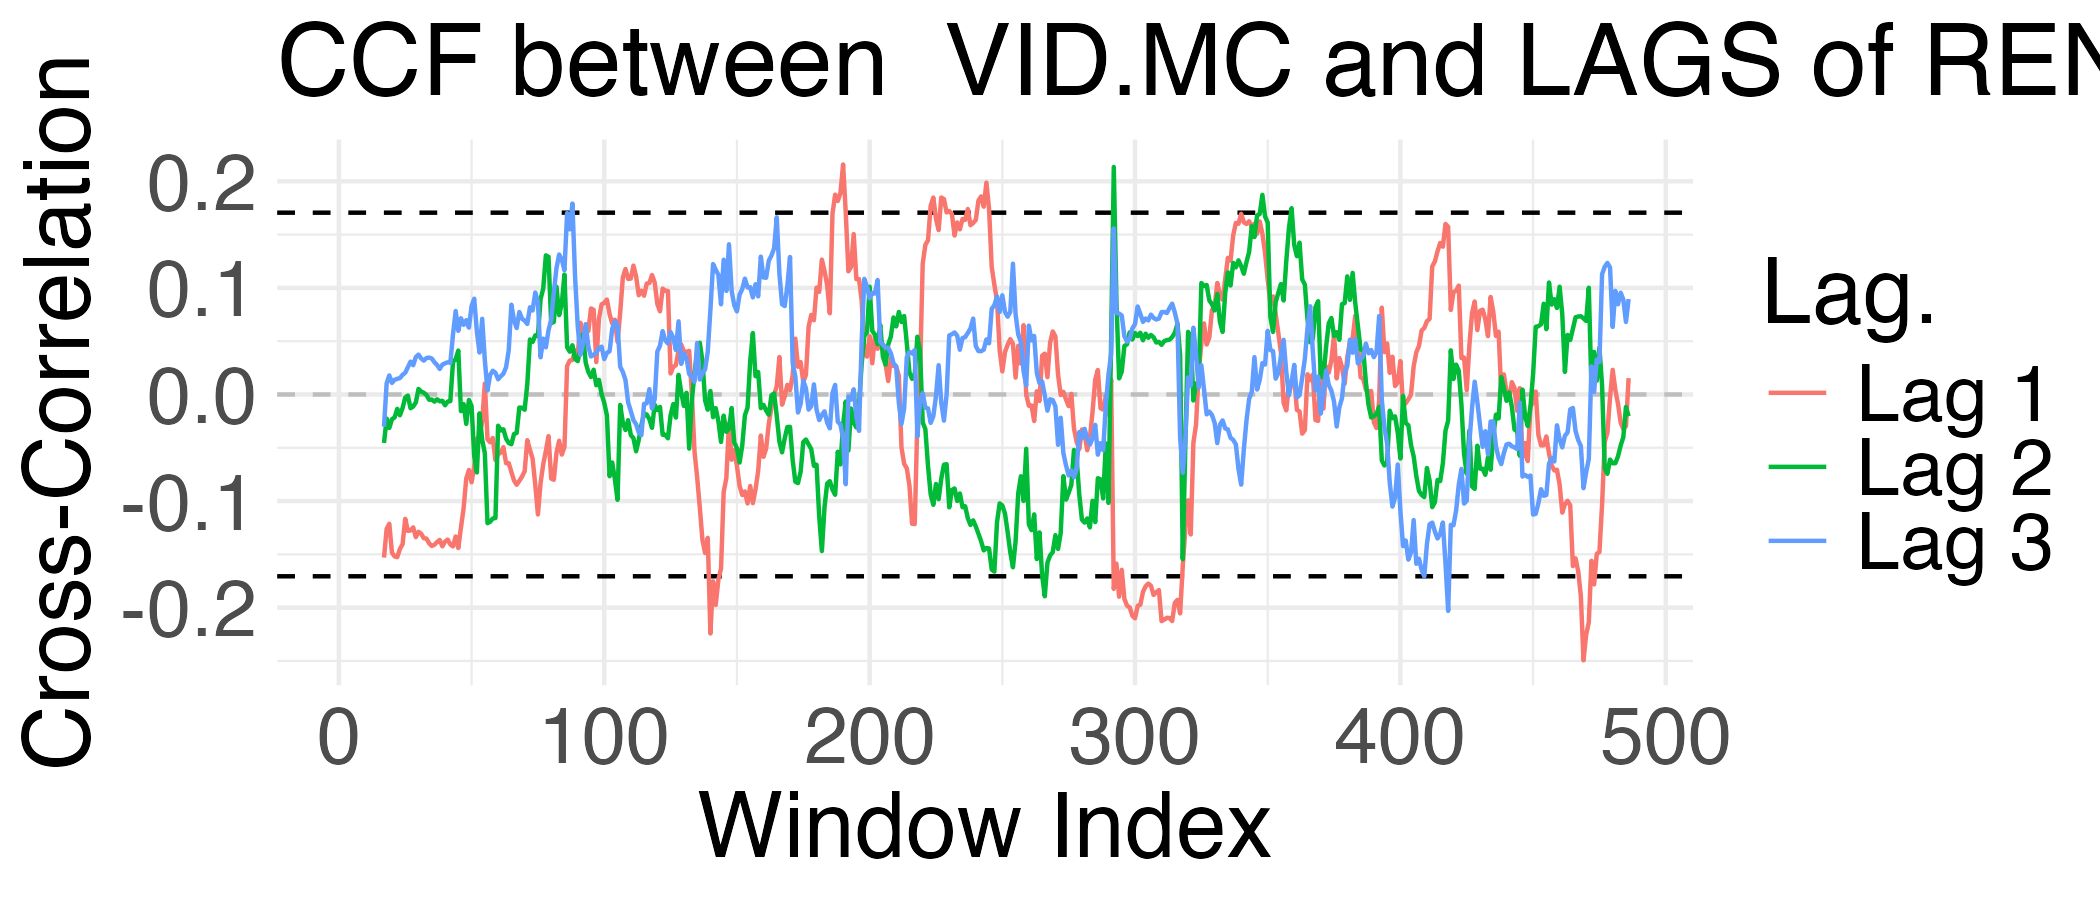 CCF between  VID.MC and LAGS of REN
Cross-Correlation
0.2
0.1
0.0
-0.1
-0.2
0 100 200 300 400 500
Window Index
Lag.
Lag 1
Lag 2
Lag 3